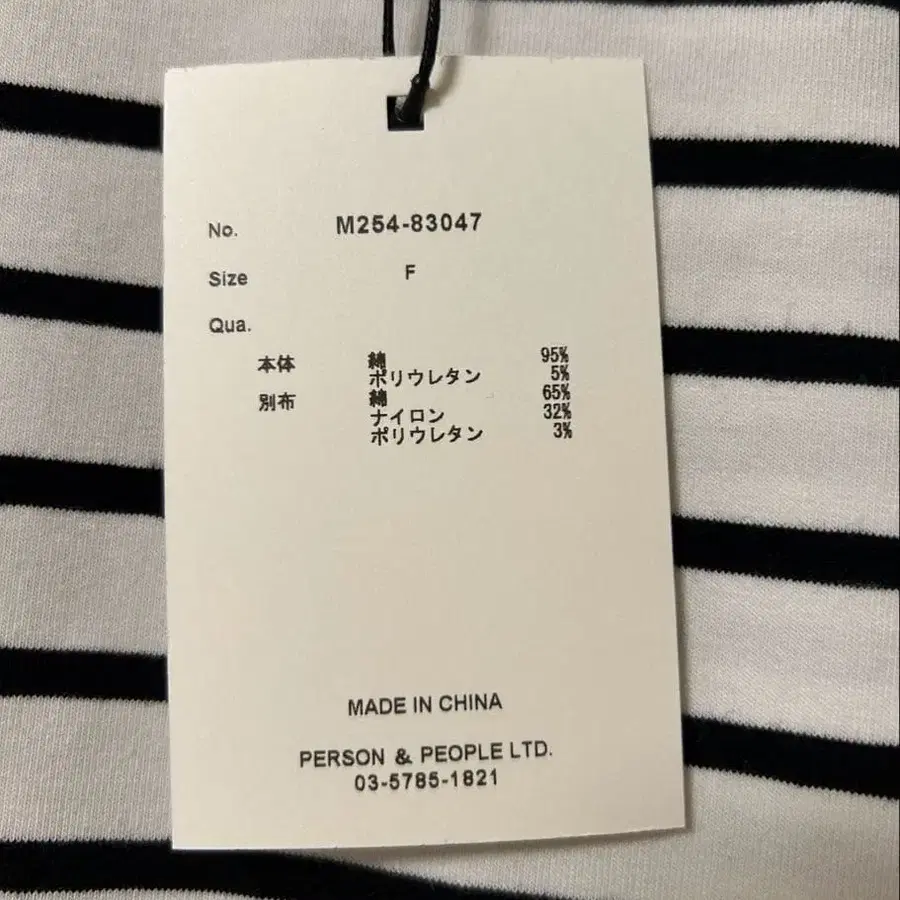 No. M254-83047
Size F
Qua.
本体 綿 95%
ポリウレタン 5%
別布 綿 65%
ナイロン 32%
ポリウレタン 3%
MADE IN CHINA
PERSON & PEOPLE LTD.
03-5785-1821